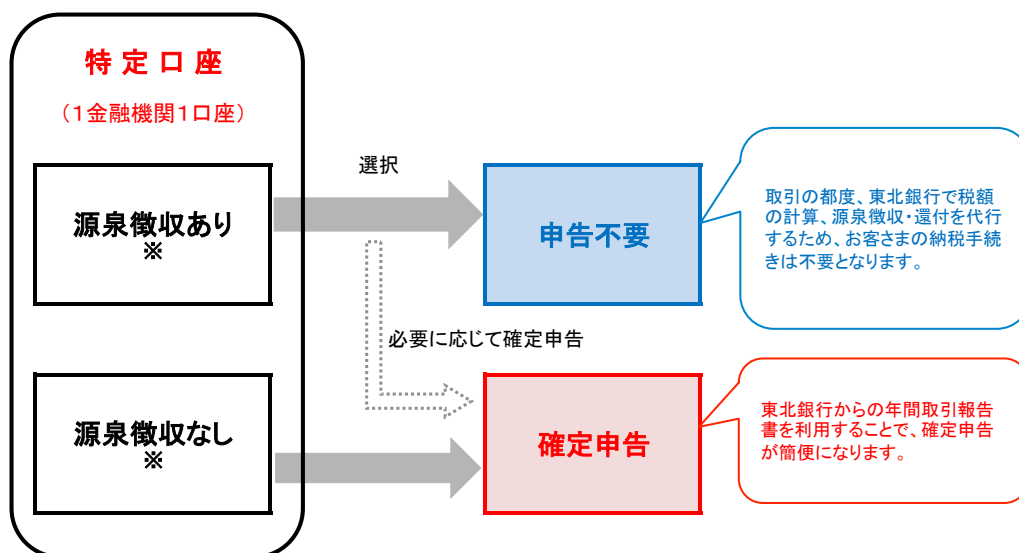 特定口座
（１金融機関１口座）
選択
源泉徴収あり
※
申告不要
取引の都度、東北銀行で税額
の計算、源泉徴収・還付を代行
するため、お客さまの納税手続
きは不要となります。
必要に応じて確定申告
源泉徴収なし
※
確定申告
東北銀行からの年間取引報告
書を利用することで、確定申告
が簡便になります。